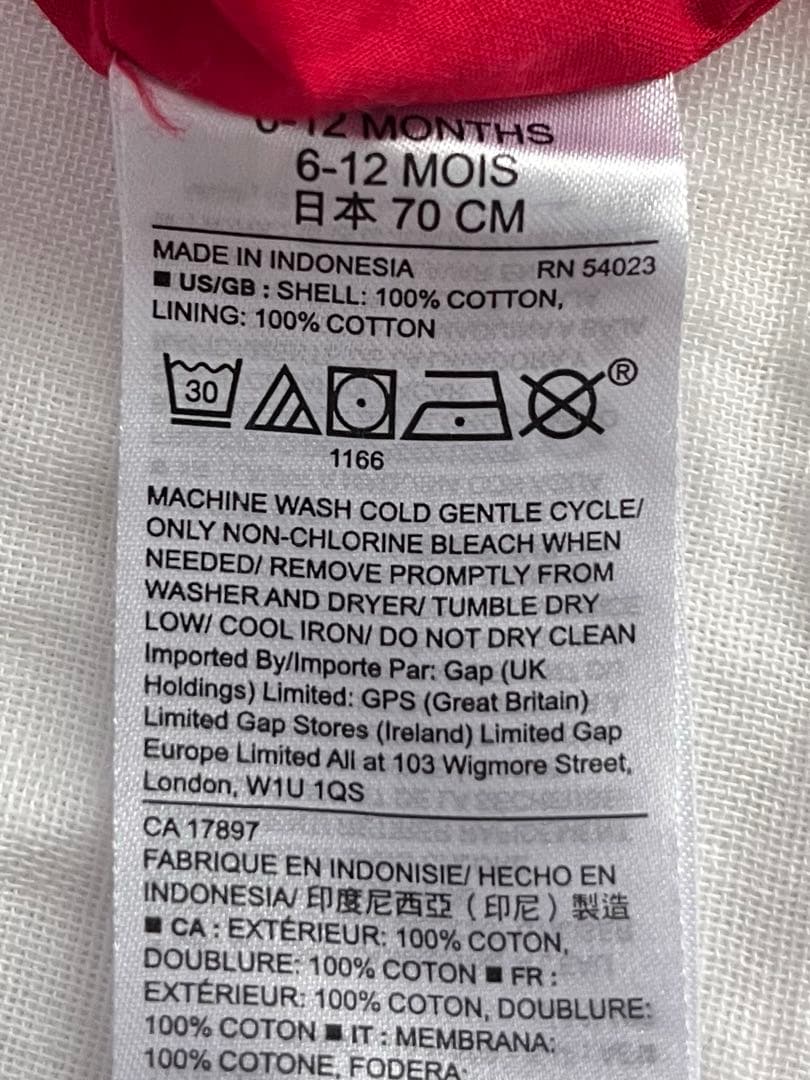 6-12 MONTHS
6-12 MOIS
日本 70 CM
MADE IN INDONESIA RN 54023
■ US/GB : SHELL: 100% COTTON,
LINING: 100% COTTON
30 ®
1166
MACHINE WASH COLD GENTLE CYCLE/
ONLY NON-CHLORINE BLEACH WHEN
NEEDED/ REMOVE PROMPTLY FROM
WASHER AND DRYER/ TUMBLE DRY
LOW/ COOL IRON/ DO NOT DRY CLEAN
Imported By/Importe Par: Gap (UK
Holdings) Limited: GPS (Great Britain)
Limited Gap Stores (Ireland) Limited Gap
Europe Limited All at 103 Wigmore Street,
London, W1U 1QS
CA 17897
FABRIQUE EN INDONISIE/ HECHO EN
INDONESIA/ 印度尼西亞（印尼）製造
■ CA : EXTÉRIEUR: 100% COTON,
DOUBLURE: 100% COTON ■ FR :
EXTÉRIEUR: 100% COTON, DOUBLURE:
100% COTON ■ IT : MEMBRANA:
100% COTONE, FODERA: